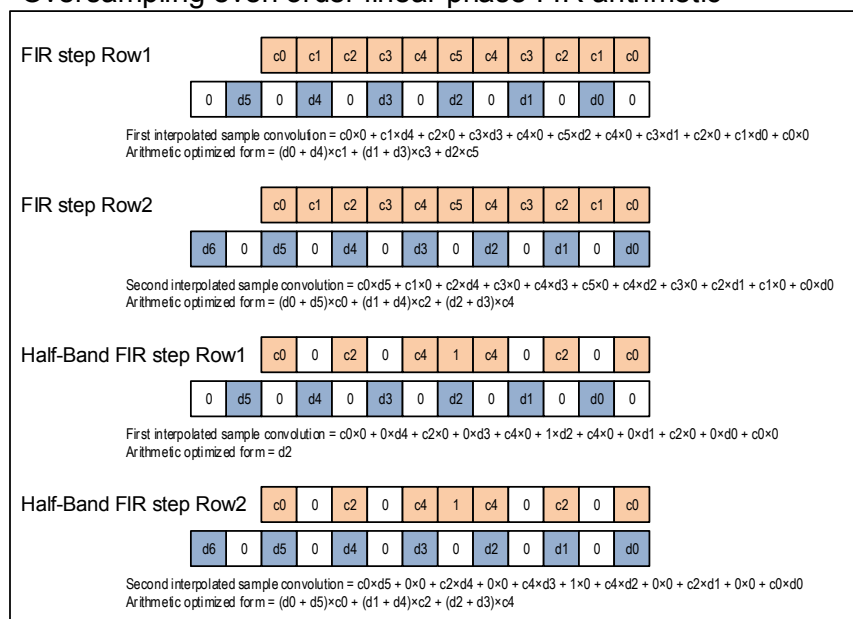 Oversampling even order linear phase FIR arithmetic
FIR step Row1
c0 c1 c2 c3 c4 c5 c4 c3 c2 c1 c0
0 d5 0 d4 0 d3 0 d2 0 d1 0 d0 0
First interpolated sample convolution = c0×0 + c1×d4 + c2×0 + c3×d3 + c4×0 + c5×d2 + c4×0 + c3×d1 + c2×0 + c1×d0 + c0×0
Arithmetic optimized form = (d0 + d4)×c1 + (d1 + d3)×c3 + d2×c5
FIR step Row2
c0 c1 c2 c3 c4 c5 c4 c3 c2 c1 c0
d6 0 d5 0 d4 0 d3 0 d2 0 d1 0 d0
Second interpolated sample convolution = c0×d5 + c1×0 + c2×d4 + c3×0 + c4×d3 + c5×0 + c4×d2 + c3×0 + c2×d1 + c1×0 + c0×d0
Arithmetic optimized form = (d0 + d5)×c0 + (d1 + d4)×c2 + (d2 + d3)×c4
Half-Band FIR step Row1
c0 0 c2 0 c4 1 c4 0 c2 0 c0
0 d5 0 d4 0 d3 0 d2 0 d1 0 d0 0
First interpolated sample convolution = c0×0 + 0×d4 + c2×0 + 0×d3 + c4×0 + 1×d2 + c4×0 + 0×d1 + c2×0 + 0×d0 + c0×0
Arithmetic optimized form = d2
Half-Band FIR step Row2
c0 0 c2 0 c4 1 c4 0 c2 0 c0
d6 0 d5 0 d4 0 d3 0 d2 0 d1 0 d0
Second interpolated sample convolution = c0×d5 + 0×0 + c2×d4 + 0×0 + c4×d3 + 1×0 + c4×d2 + 0×0 + c2×d1 + 0×0 + c0×d0
Arithmetic optimized form = (d0 + d5)×c0 + (d1 + d4)×c2 + (d2 + d3)×c4